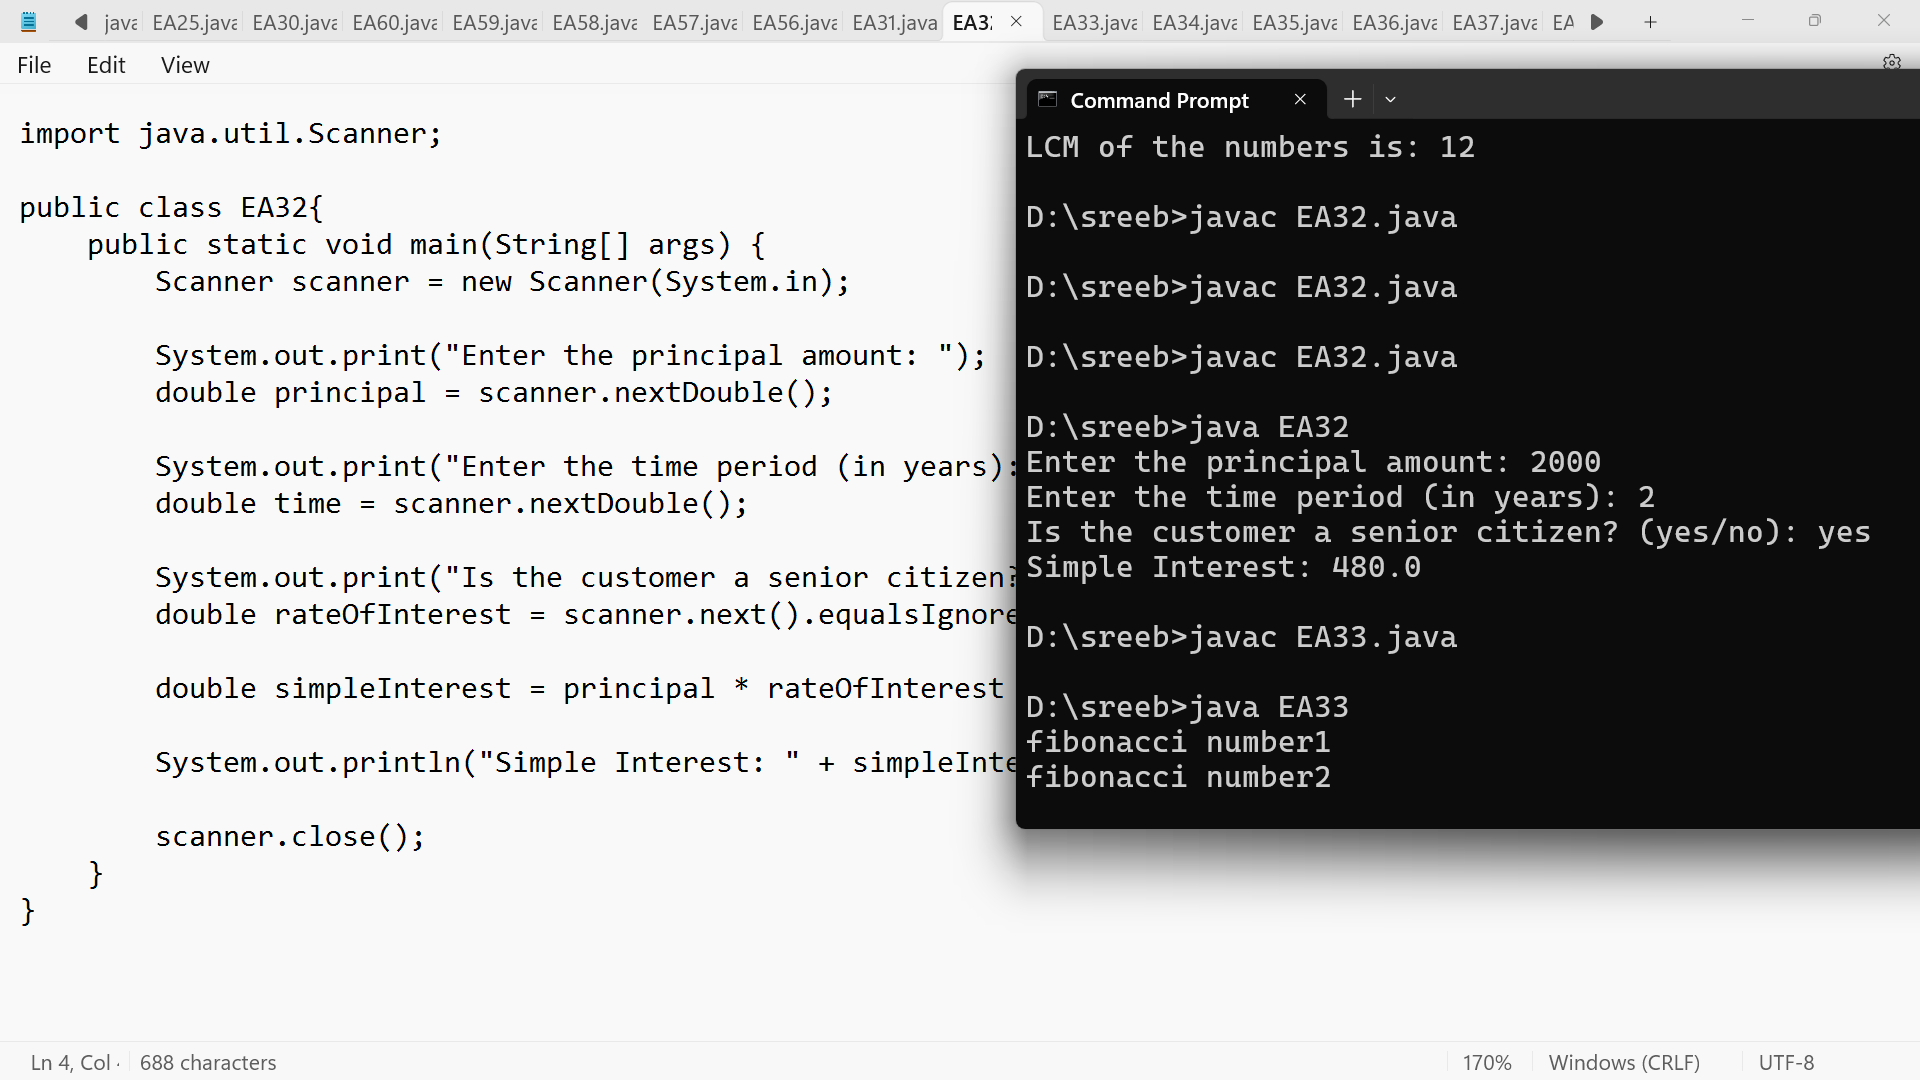 java EA25.java EA30.java EA60.java EA59.java EA58.java EA57.java EA56.java EA31.java EA32 EA33.java EA34.java EA35.java EA36.java EA37.java EA
File Edit View
import java.util.Scanner;
public class EA32{
public static void main(String[] args) {
Scanner scanner = new Scanner(System.in);
System.out.print("Enter the principal amount: ");
double principal = scanner.nextDouble();
System.out.print("Enter the time period (in years):
double time = scanner.nextDouble();
System.out.print("Is the customer a senior citizen?
double rateOfInterest = scanner.next().equalsIgnore
double simpleInterest = principal * rateOfInterest
System.out.println("Simple Interest: " + simpleInte
scanner.close();
}
}
Command Prompt
LCM of the numbers is: 12
D:\sreeb>javac EA32.java
D:\sreeb>javac EA32.java
D:\sreeb>javac EA32.java
D:\sreeb>java EA32
Enter the principal amount: 2000
Enter the time period (in years): 2
Is the customer a senior citizen? (yes/no): yes
Simple Interest: 480.0
D:\sreeb>javac EA33.java
D:\sreeb>java EA33
fibonacci number1
fibonacci number2
Ln 4, Col 688 characters 170% Windows (CRLF) UTF-8